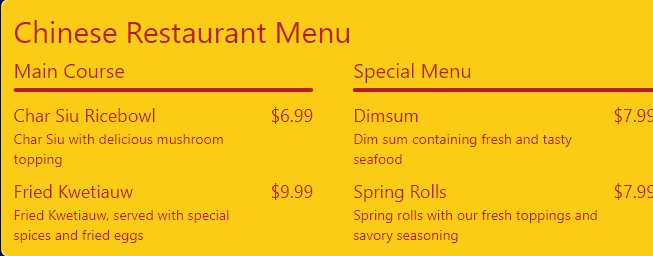 Chinese Restaurant Menu
Main Course
Char Siu Ricebowl $6.99
Char Siu with delicious mushroom
topping
Fried Kwetiauw $9.99
Fried Kwetiauw, served with special
spices and fried eggs
Special Menu
Dimsum $7.99
Dim sum containing fresh and tasty
seafood
Spring Rolls $7.99
Spring rolls with our fresh toppings and
savory seasoning